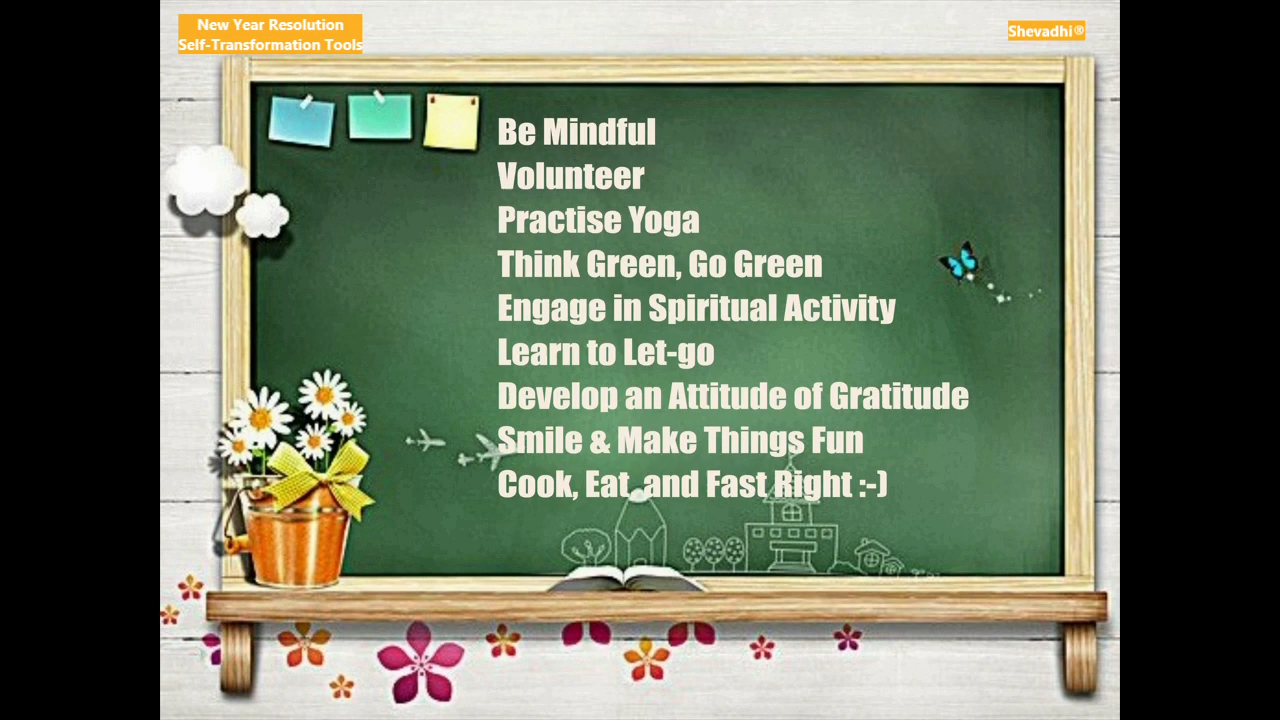 New Year Resolution
Self-Transformation Tools
Shevadhi®
Be Mindful
Volunteer
Practise Yoga
Think Green, Go Green
Engage in Spiritual Activity
Learn to Let-go
Develop an Attitude of Gratitude
Smile & Make Things Fun
Cook, Eat, and Fast Right :-)